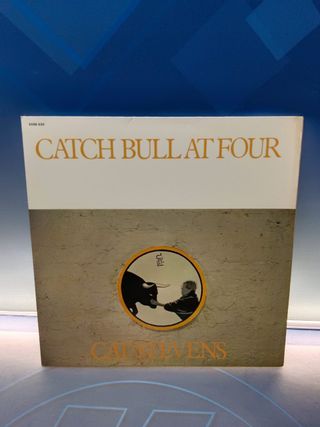 CATCH BULL AT FOUR
CAT STEVENS